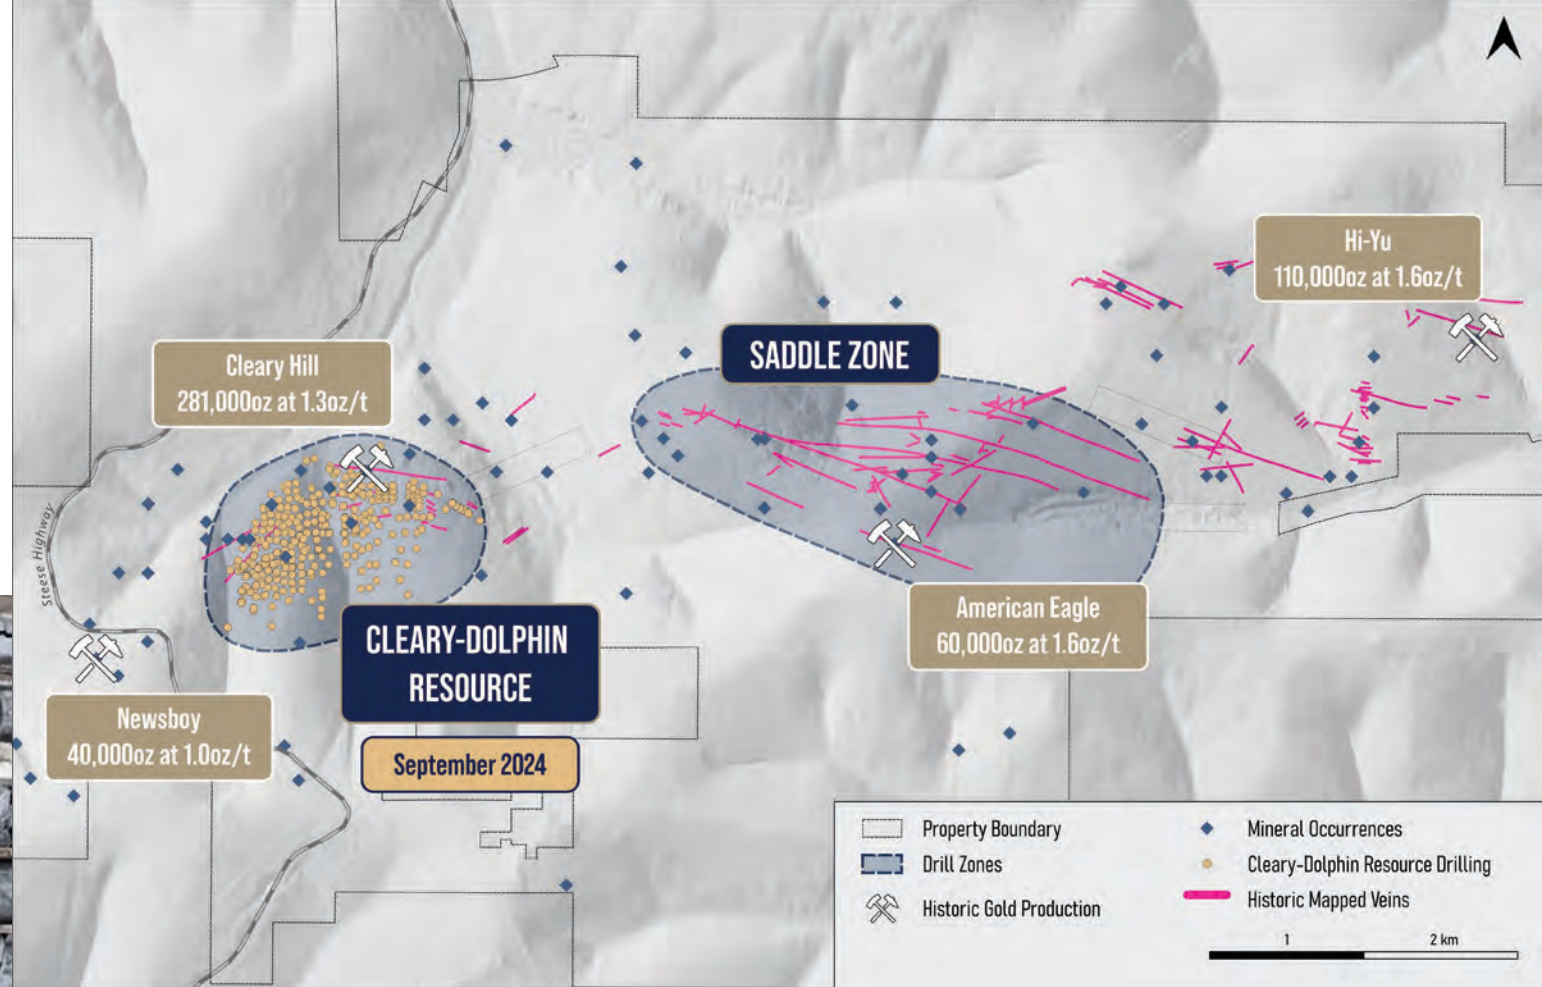 Hi-Yu
110,000oz at 1.6oz/t
SADDLE ZONE
Cleary Hill
281,000oz at 1.3oz/t
Steese Highway
American Eagle
60,000oz at 1.6oz/t
CLEARY-DOLPHIN
RESOURCE
Newsboy
40,000oz at 1.0oz/t
September 2024
Property Boundary
Drill Zones
Historic Gold Production
Mineral Occurrences
Cleary-Dolphin Resource Drilling
Historic Mapped Veins
1 2 km